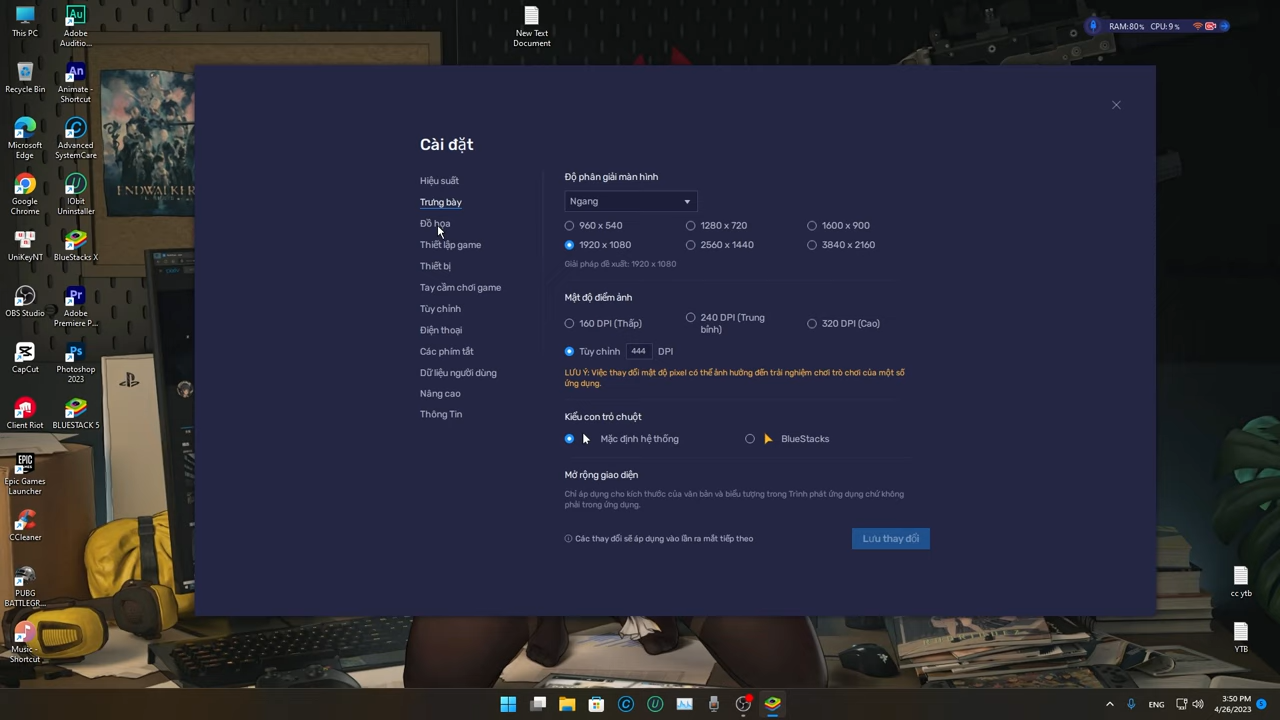 This PC
Adobe
Auditio...
New Text
Document
RAM:80% CPU:9%
Recycle Bin
Animate -
Shortcut
Microsoft
Edge
Advanced
SystemCare
Google
Chrome
IObit
Uninstaller
UniKeyNT
BlueStacks X
OBS Studio
Adobe
Premiere P...
CapCut
Photoshop
2023
Client Riot
BLUESTACK 5
Epic Games
Launcher
CCleaner
PUBG
BATTLEGR...
Music -
Shortcut
ENDWALKER
Cài đặt
Hiệu suất
Trưng bày
Đồ họa
Thiết lập game
Thiết bị
Tay cầm chơi game
Tùy chỉnh
Điện thoại
Các phím tắt
Dữ liệu người dùng
Nâng cao
Thông Tin
Độ phân giải màn hình
Ngang
960 x 540
1280 x 720
1600 x 900
1920 x 1080
2560 x 1440
3840 x 2160
Giải pháp đề xuất: 1920 x 1080
Mật độ điểm ảnh
160 DPI (Thấp)
240 DPI (Trung
bình)
320 DPI (Cao)
Tùy chỉnh 444 DPI
LƯU Ý: Việc thay đổi mật độ pixel có thể ảnh hưởng đến trải nghiệm chơi trò chơi của một số
ứng dụng.
Kiểu con trỏ chuột
Mặc định hệ thống
BlueStacks
Mở rộng giao diện
Chỉ áp dụng cho kích thước của văn bản và biểu tượng trong Trình phát ứng dụng chứ không
phải trong ứng dụng.
Các thay đổi sẽ áp dụng vào lần ra mắt tiếp theo
Lưu thay đổi
cc ytb
YTB
ENG
3:50 PM
4/26/2023